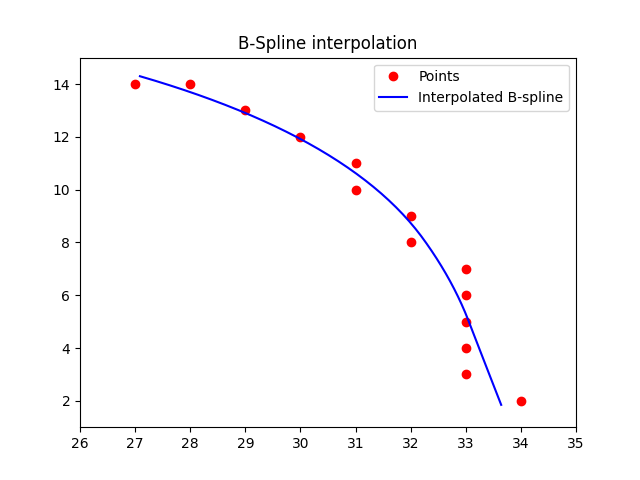 B-Spline interpolation
Points
Interpolated B-spline
14
12
10
8
6
4
2
26 27 28 29 30 31 32 33 34 35